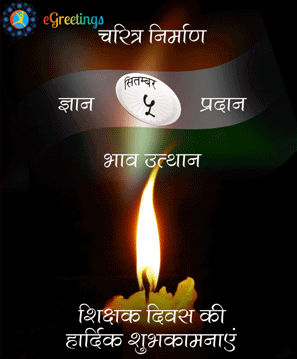 eGreetings
चरित्र निर्माण
सितम्बर
५
ज्ञान प्रदान
भाव उत्थान
शिक्षक दिवस की
हार्दिक शुभकामनाएं